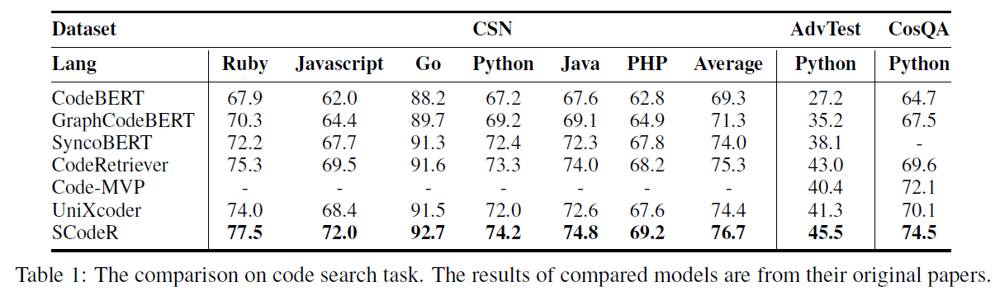 Dataset CSN AdvTest CosQA
Lang Ruby Javascript Go Python Java PHP Average Python Python
CodeBERT 67.9 62.0 88.2 67.2 67.6 62.8 69.3 27.2 64.7
GraphCodeBERT 70.3 64.4 89.7 69.2 69.1 64.9 71.3 35.2 67.5
SyncoBERT 72.2 67.7 91.3 72.4 72.3 67.8 74.0 38.1 -
CodeRetriever 75.3 69.5 91.6 73.3 74.0 68.2 75.3 43.0 69.6
Code-MVP - - - - - - - 40.4 72.1
UniXcoder 74.0 68.4 91.5 72.0 72.6 67.6 74.4 41.3 70.1
SCodeR 77.5 72.0 92.7 74.2 74.8 69.2 76.7 45.5 74.5
Table 1: The comparison on code search task. The results of compared models are from their original papers.